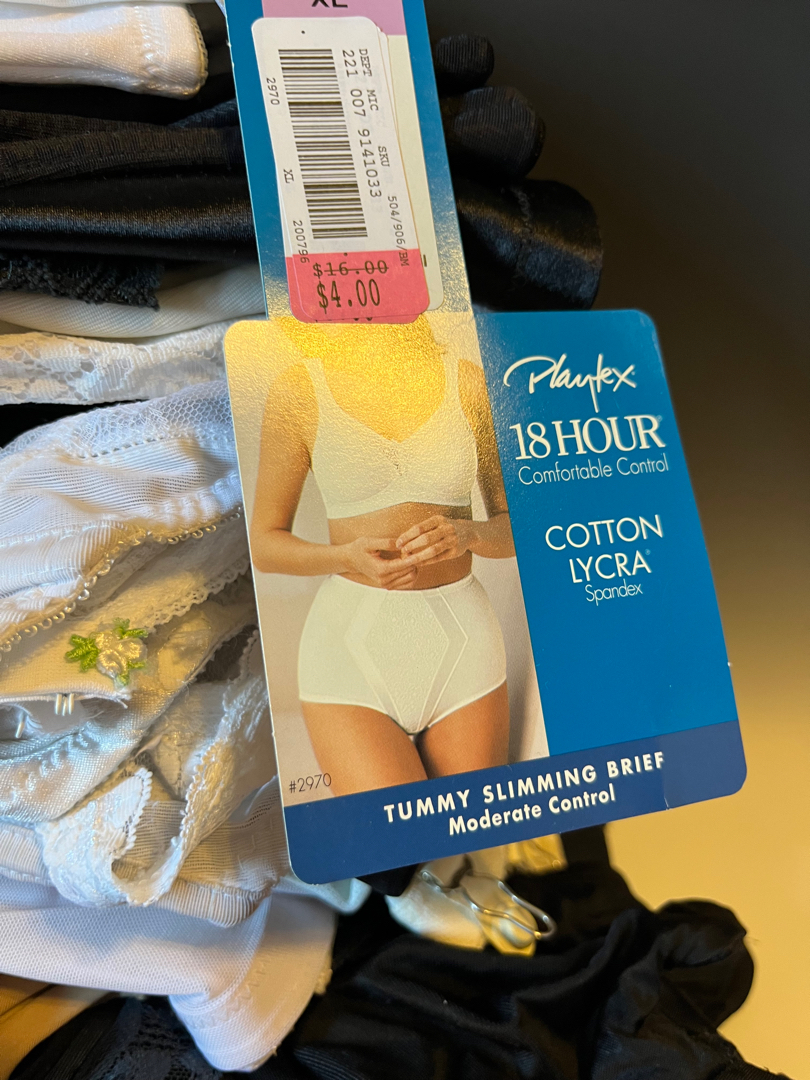 XL
DEPT MIC SKU
221 007 9141033
2970
XL
200796
504/906/BM
$16.00
$4.00
Playtex
18 HOUR®
Comfortable Control
COTTON
LYCRA®
Spandex
#2970
TUMMY SLIMMING BRIEF
Moderate Control